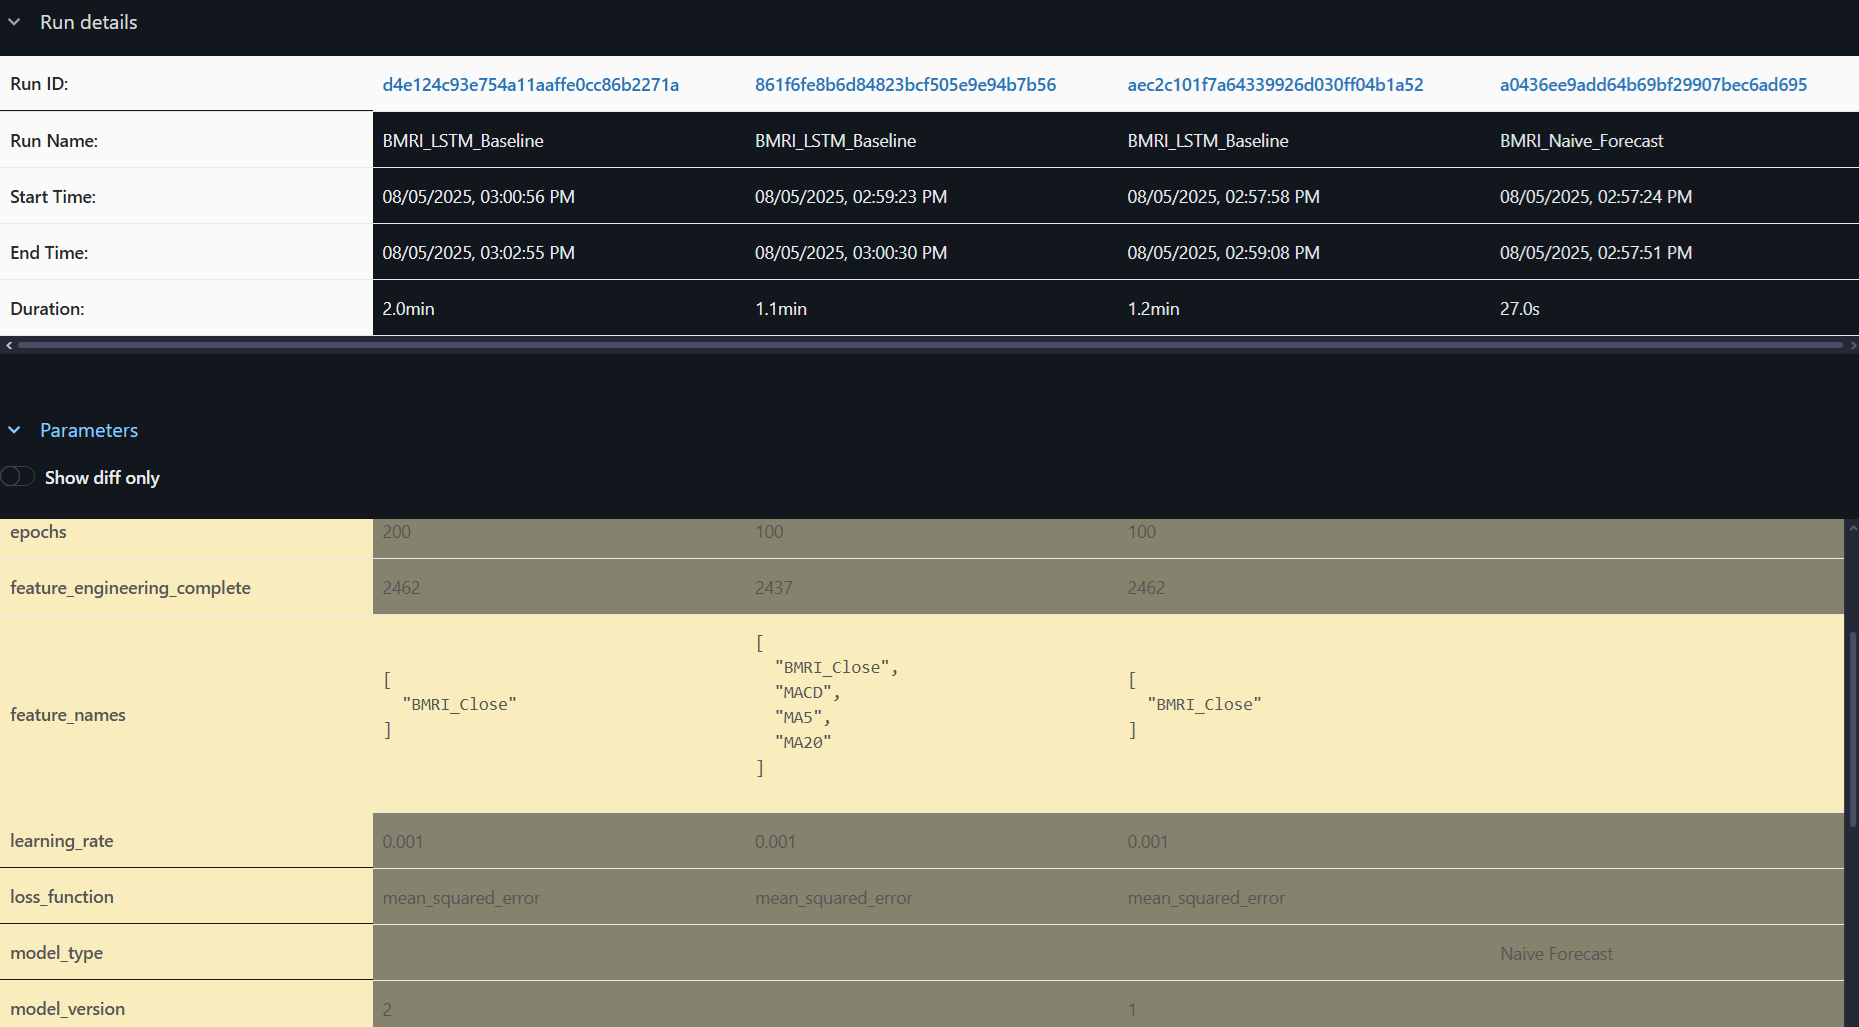 Run details
Run ID: d4e124c93e754a11aaffe0cc86b2271a 861f6fe8b6d84823bcf505e9e94b7b56 aec2c101f7a64339926d030ff04b1a52 a0436ee9add64b69bf29907bec6ad695
Run Name: BMRI_LSTM_Baseline BMRI_LSTM_Baseline BMRI_LSTM_Baseline BMRI_Naive_Forecast
Start Time: 08/05/2025, 03:00:56 PM 08/05/2025, 02:59:23 PM 08/05/2025, 02:57:58 PM 08/05/2025, 02:57:24 PM
End Time: 08/05/2025, 03:02:55 PM 08/05/2025, 03:00:30 PM 08/05/2025, 02:59:08 PM 08/05/2025, 02:57:51 PM
Duration: 2.0min 1.1min 1.2min 27.0s
Parameters
Show diff only
epochs 200 100 100
feature_engineering_complete 2462 2437 2462
feature_names
[
"BMRI_Close"
]
[
"BMRI_Close",
"MACD",
"MA5",
"MA20"
]
[
"BMRI_Close"
]
learning_rate 0.001 0.001 0.001
loss_function mean_squared_error mean_squared_error mean_squared_error
model_type Naive Forecast
model_version 2 1